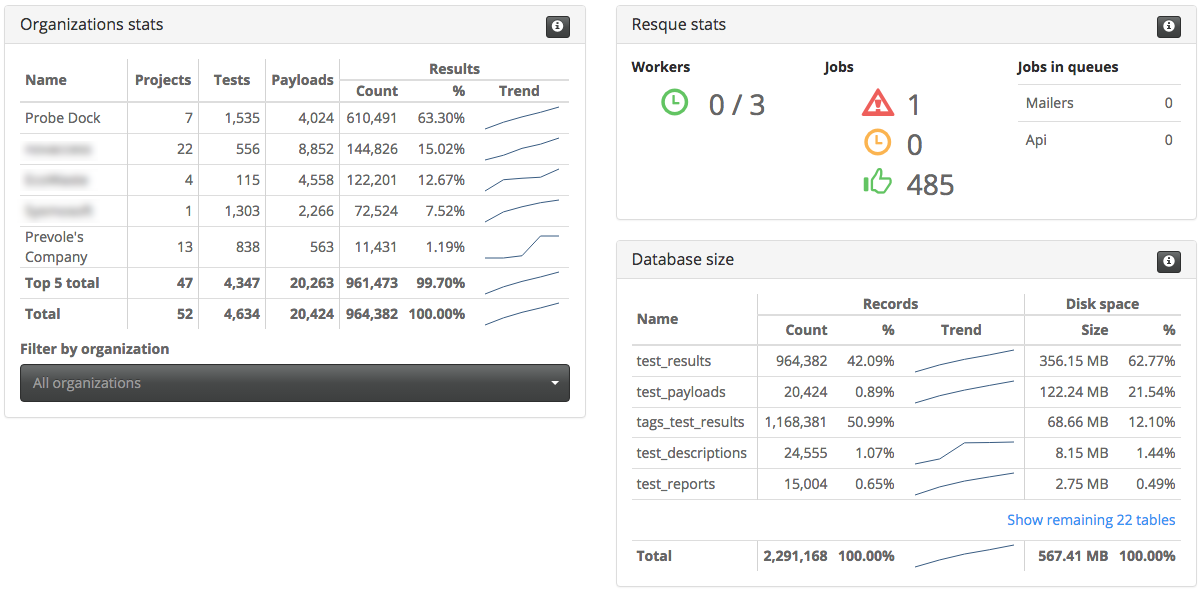 Organizations stats
Name Projects Tests Payloads Results
Count % Trend
Probe Dock 7 1,535 4,024 610,491 63.30%
22 556 8,852 144,826 15.02%
4 115 4,558 122,201 12.67%
1 1,303 2,266 72,524 7.52%
Prevole's
Company 13 838 563 11,431 1.19%
Top 5 total 47 4,347 20,263 961,473 99.70%
Total 52 4,634 20,424 964,382 100.00%
Filter by organization
All organizations
Resque stats
Workers Jobs Jobs in queues
0 / 3 1 Mailers 0
0 Api 0
485
Database size
Name Records Disk space
Count % Trend Size %
test_results 964,382 42.09% 356.15 MB 62.77%
test_payloads 20,424 0.89% 122.24 MB 21.54%
tags_test_results 1,168,381 50.99% 68.66 MB 12.10%
test_descriptions 24,555 1.07% 8.15 MB 1.44%
test_reports 15,004 0.65% 2.75 MB 0.49%
Show remaining 22 tables
Total 2,291,168 100.00% 567.41 MB 100.00%